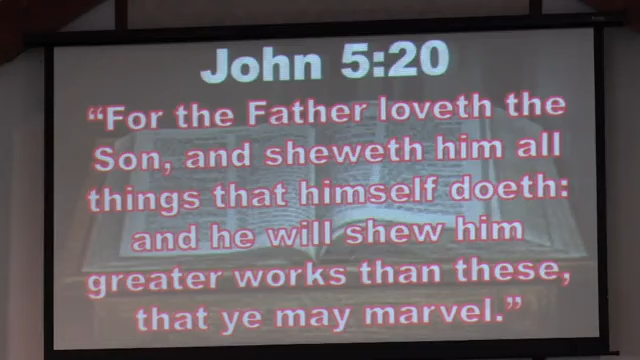 John 5:20
“For the Father loveth the
Son, and sheweth him all
things that himself doeth:
and he will shew him
greater works than these,
that ye may marvel.”